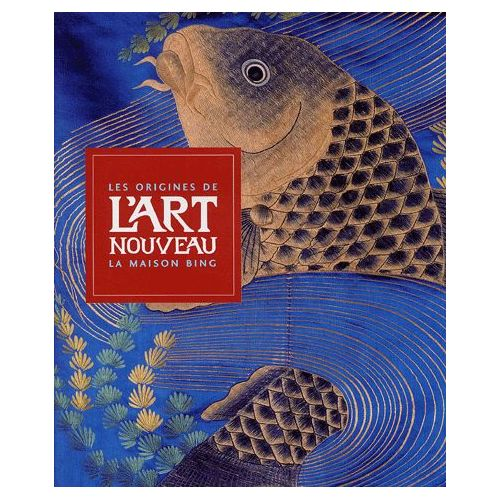 LES ORIGINES DE
L'ART
NOUVEAU
LA MAISON BING